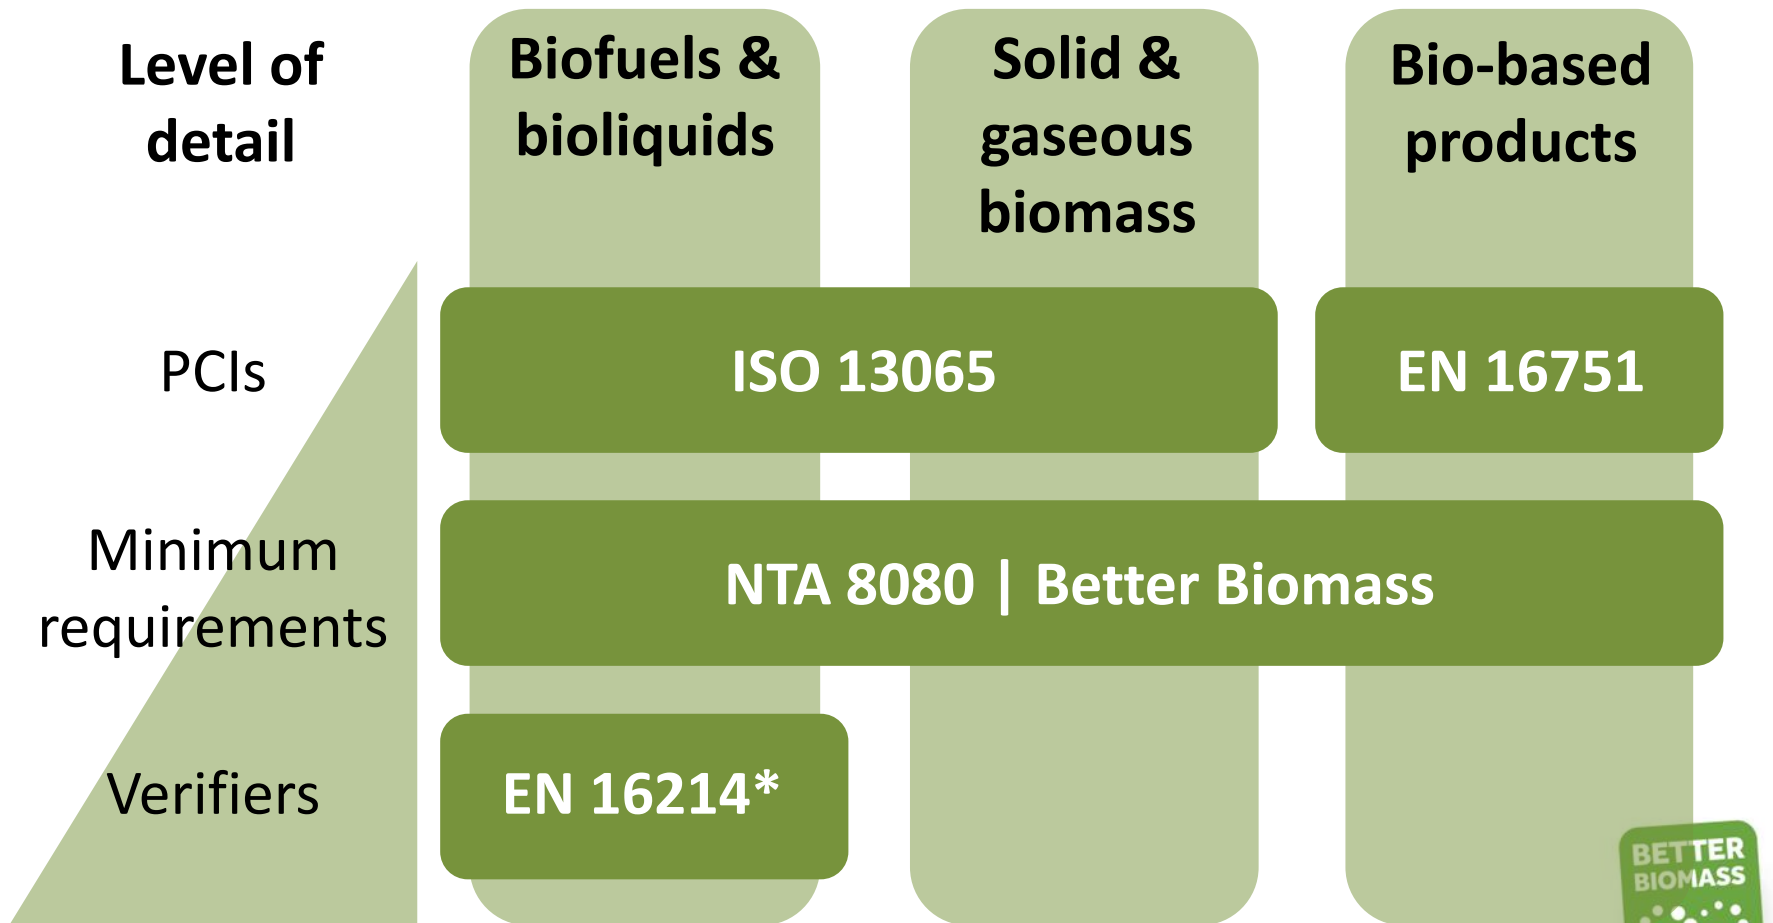 Level of
detail
Biofuels &
bioliquids
Solid &
gaseous
biomass
Bio-based
products
PCIs
ISO 13065
EN 16751
Minimum
requirements
NTA 8080 | Better Biomass
Verifiers
EN 16214*
BETTER
BIOMASS